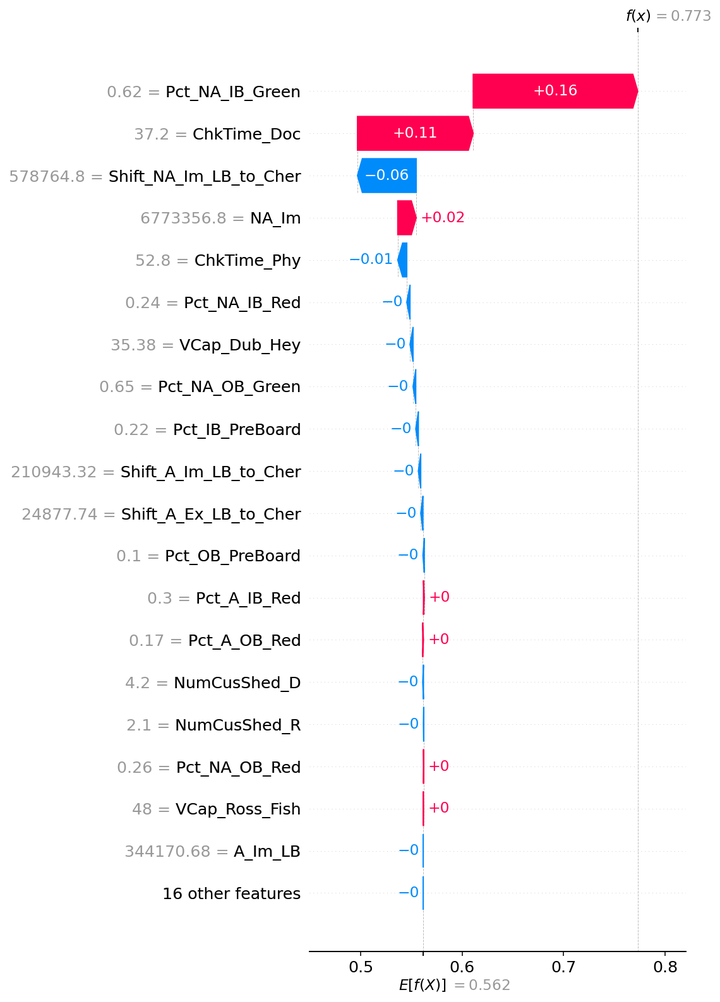 f(x) = 0.773
0.62 = Pct_NA_IB_Green +0.16
37.2 = ChkTime_Doc +0.11
578764.8 = Shift_NA_Im_LB_to_Cher −0.06
6773356.8 = NA_Im +0.02
52.8 = ChkTime_Phy −0.01
0.24 = Pct_NA_IB_Red −0
35.38 = VCap_Dub_Hey −0
0.65 = Pct_NA_OB_Green −0
0.22 = Pct_IB_PreBoard −0
210943.32 = Shift_A_Im_LB_to_Cher −0
24877.74 = Shift_A_Ex_LB_to_Cher −0
0.1 = Pct_OB_PreBoard −0
0.3 = Pct_A_IB_Red +0
0.17 = Pct_A_OB_Red +0
4.2 = NumCusShed_D −0
2.1 = NumCusShed_R −0
0.26 = Pct_NA_OB_Red +0
48 = VCap_Ross_Fish +0
344170.68 = A_Im_LB −0
16 other features −0
0.5 0.6 0.7 0.8
E[f(X)] = 0.562